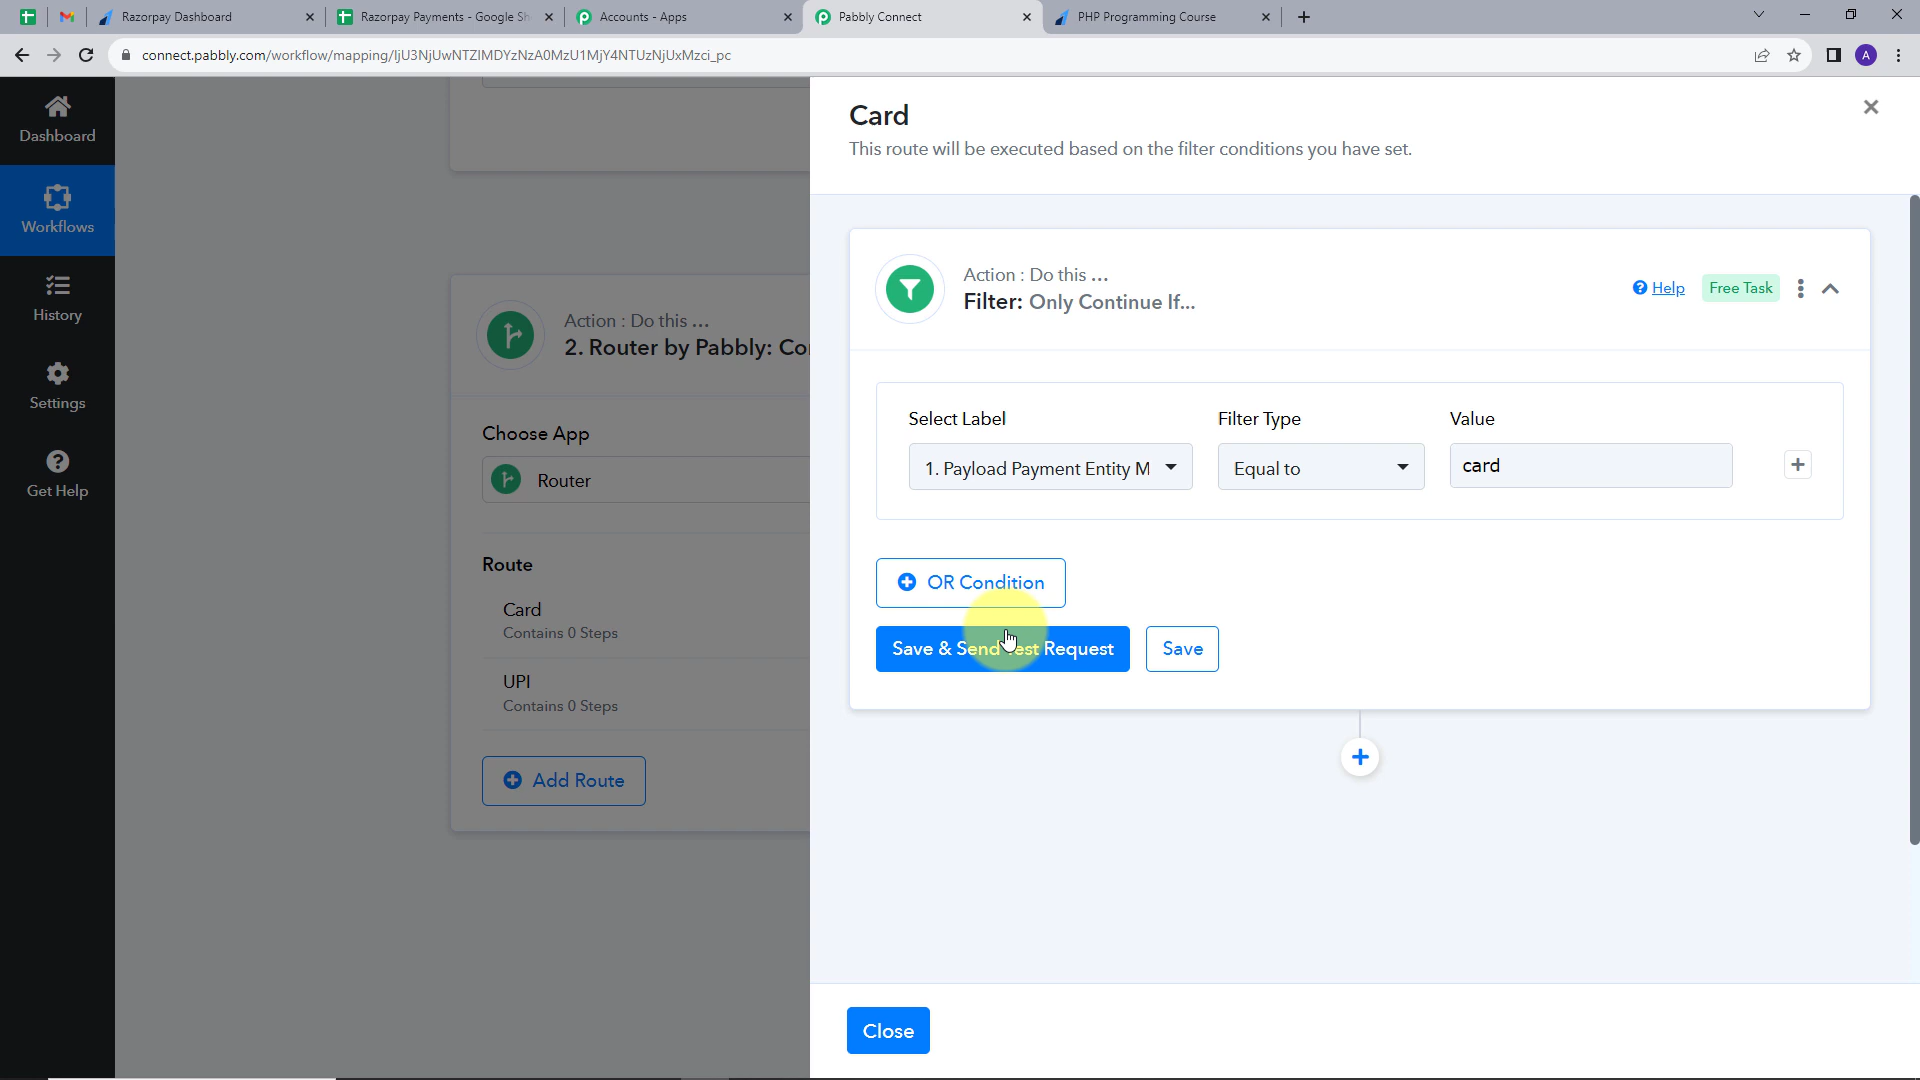 Razorpay Dashboard
Razorpay Payments - Google Sh
Accounts - Apps
Pabbly Connect
PHP Programming Course
connect.pabbly.com/workflow/mapping/IjU3NjUwNTZlMDYzNzA0MzU1MjY4NTUzNjUxMzci_pc
A
Dashboard
Workflows
History
Settings
Get Help
Action : Do this ...
2. Router by Pabbly: Co
Choose App
Router
Route
Card
Contains 0 Steps
UPI
Contains 0 Steps
Add Route
Card
This route will be executed based on the filter conditions you have set.
Action : Do this ...
Filter: Only Continue If...
Help
Free Task
Select Label
Filter Type
Value
1. Payload Payment Entity M
Equal to
card
OR Condition
Save & Send Test Request
Save
Close